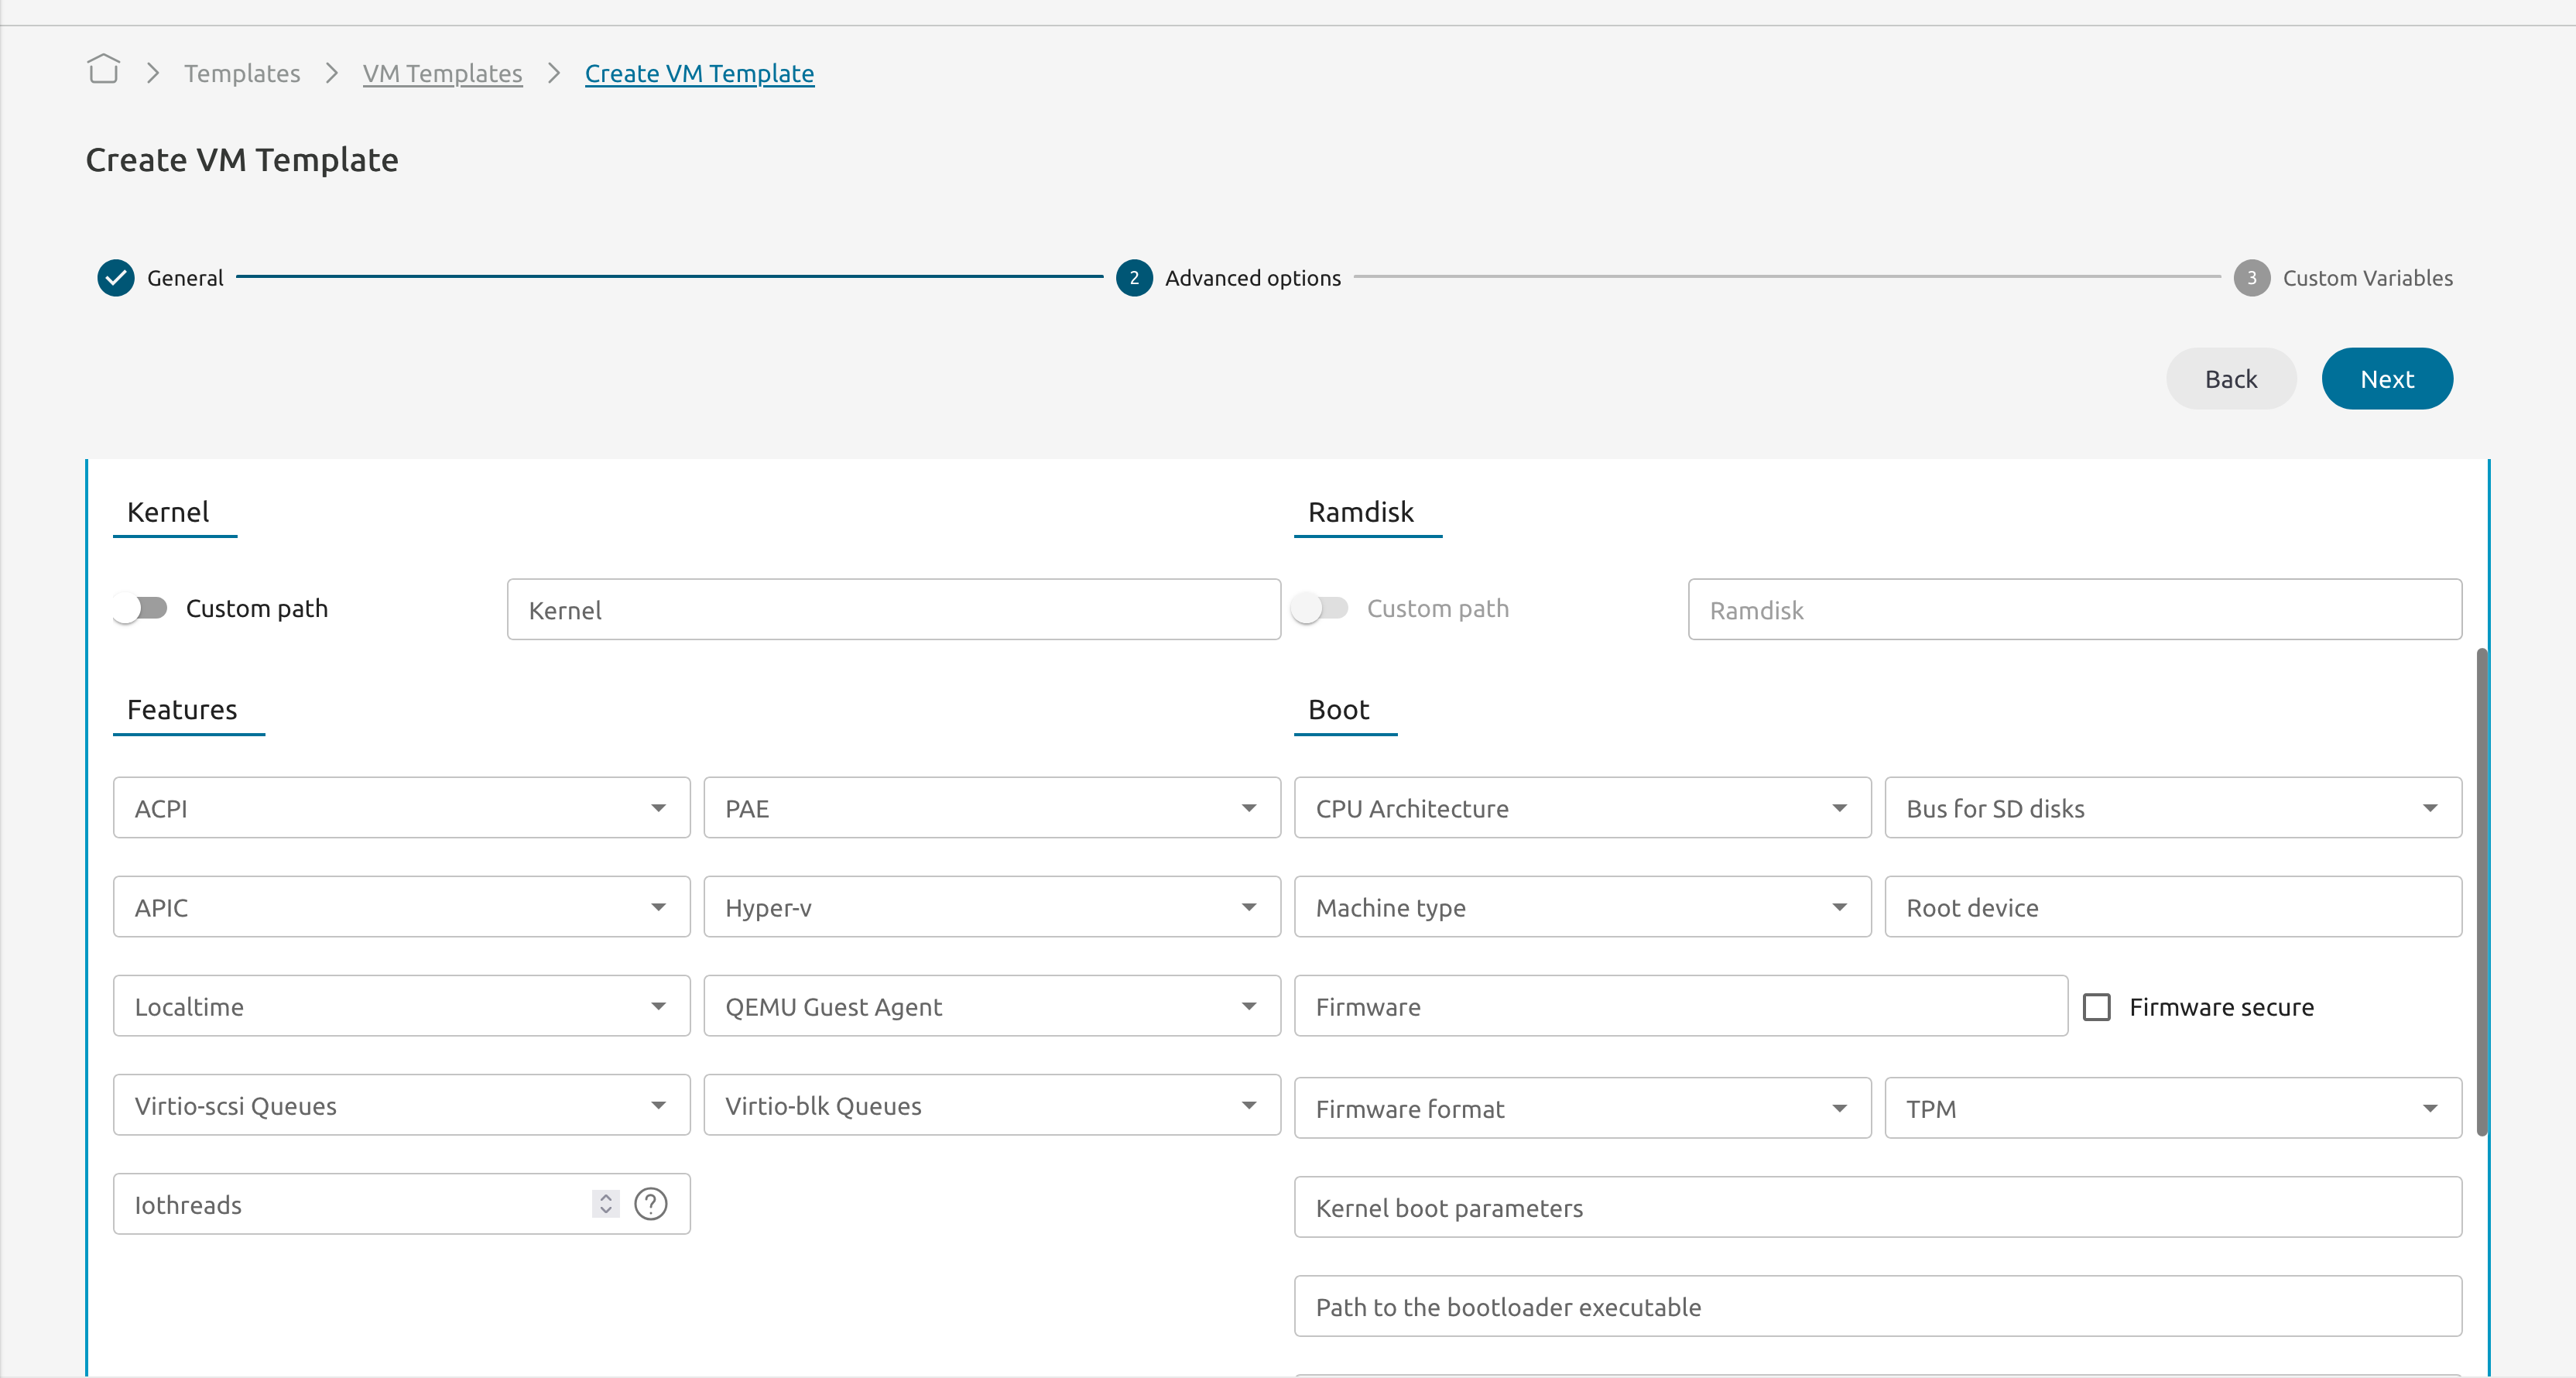 Templates VM Templates Create VM Template
Create VM Template
General 2 Advanced options 3 Custom Variables
Back Next
Kernel Ramdisk
Custom path Kernel Custom path Ramdisk
Features Boot
ACPI PAE CPU Architecture Bus for SD disks
APIC Hyper-v Machine type Root device
Localtime QEMU Guest Agent Firmware Firmware secure
Virtio-scsi Queues Virtio-blk Queues Firmware format TPM
Iothreads ? Kernel boot parameters
Path to the bootloader executable